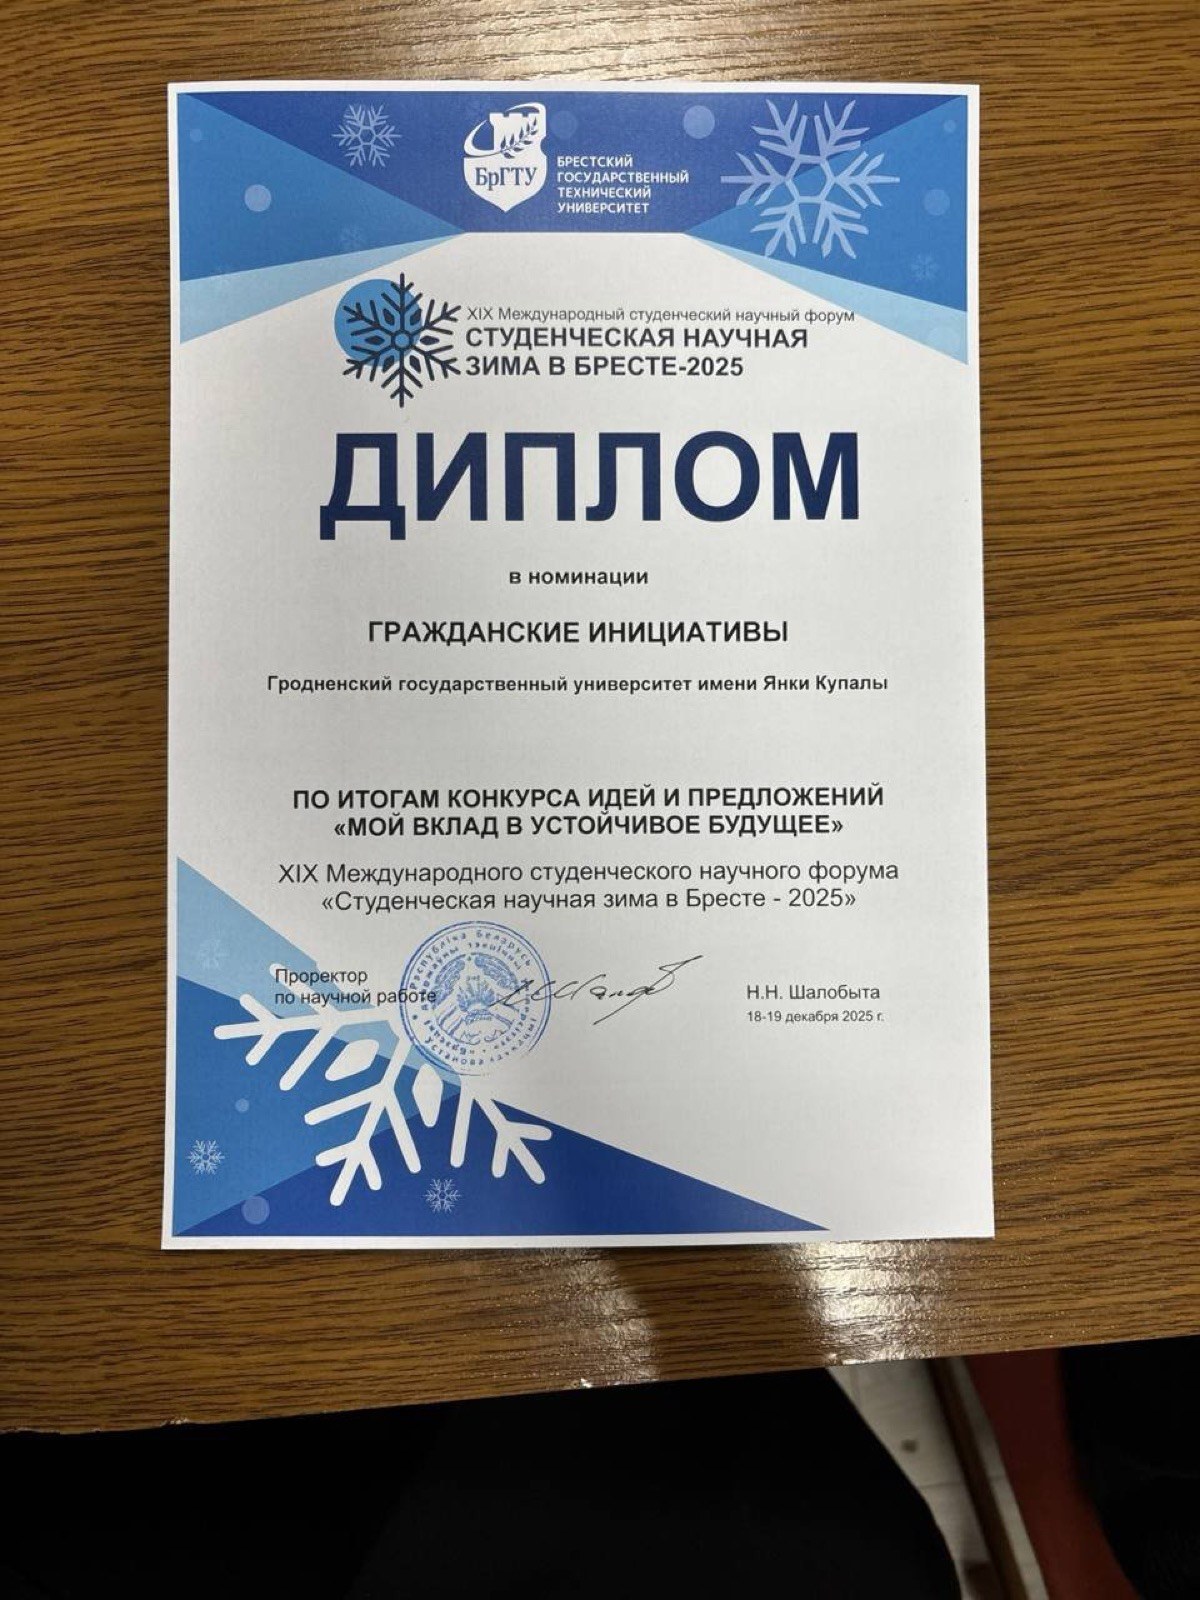 БрГТУ
БРЕСТСКИЙ
ГОСУДАРСТВЕННЫЙ
ТЕХНИЧЕСКИЙ
УНИВЕРСИТЕТ
XIX Международный студенческий научный форум
СТУДЕНЧЕСКАЯ НАУЧНАЯ
ЗИМА В БРЕСТЕ-2025
ДИПЛОМ
в номинации
ГРАЖДАНСКИЕ ИНИЦИАТИВЫ
Гродненский государственный университет имени Янки Купалы
ПО ИТОГАМ КОНКУРСА ИДЕЙ И ПРЕДЛОЖЕНИЙ
«МОЙ ВКЛАД В УСТОЙЧИВОЕ БУДУЩЕЕ»
XIX Международного студенческого научного форума
«Студенческая научная зима в Бресте - 2025»
Рэспубліка Беларусь
Проректор
по научной работе
Н.Н. Шалобыта
18-19 декабря 2025 г.